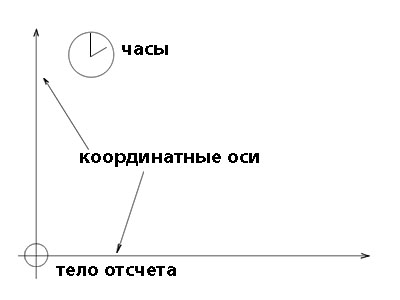 часы
координатные оси
тело отсчета